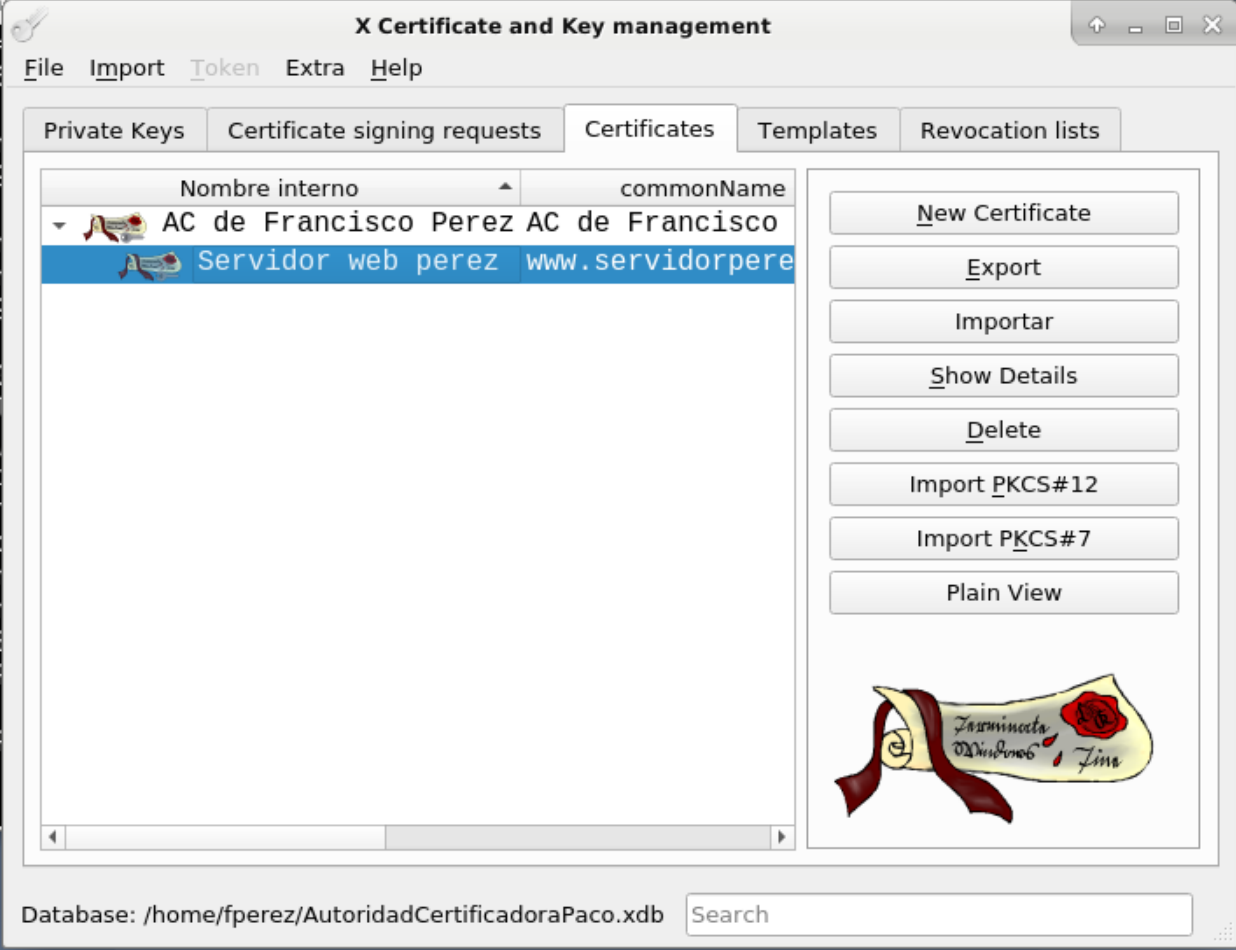 X Certificate and Key management
File Import Token Extra Help
Private Keys Certificate signing requests Certificates Templates Revocation lists
Nombre interno commonName
AC de Francisco Perez AC de Francisco
Servidor web perez www.servidorpere
New Certificate
Export
Importar
Show Details
Delete
Import PKCS#12
Import PKCS#7
Plain View
Windows
Database: /home/fperez/AutoridadCertificadoraPaco.xdb Search